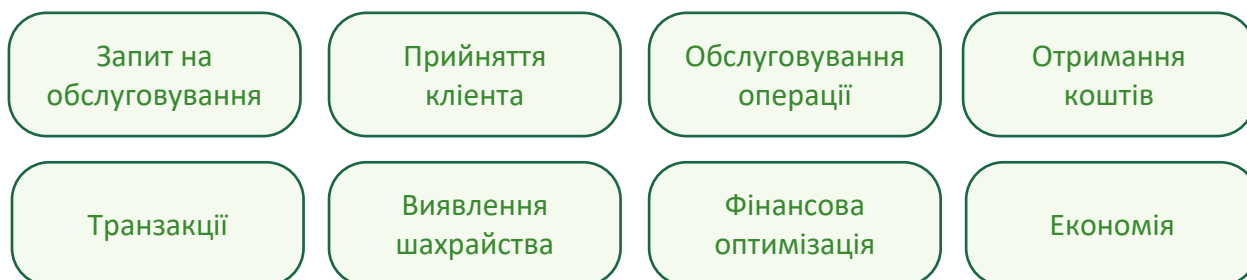 Запит на
обслуговування
Прийняття
клієнта
Обслуговування
операції
Отримання
коштів
Транзакції
Виявлення
шахрайства
Фінансова
оптимізація
Економія